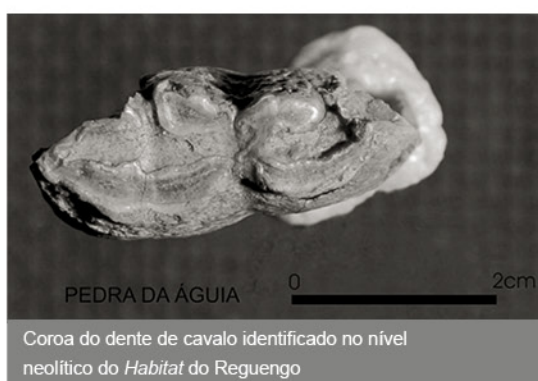 PEDRA DA ÁGUIA 0 2cm
Coroa do dente de cavalo identificado no nível
neolítico do Habitat do Reguengo